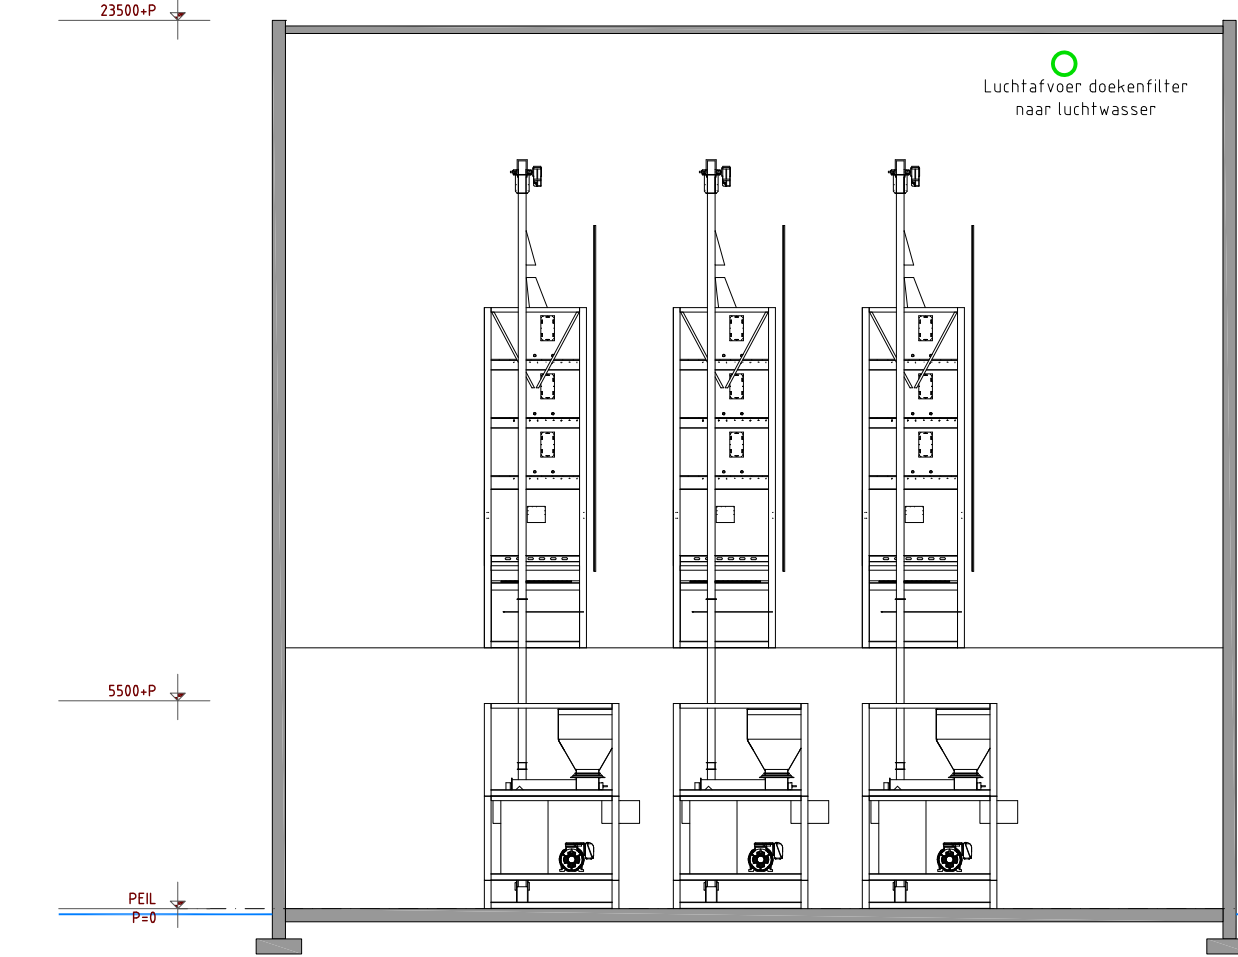 23500+P
Luchtafvoer doekenfilter
naar luchtwasser
5500+P
PEIL
P=0